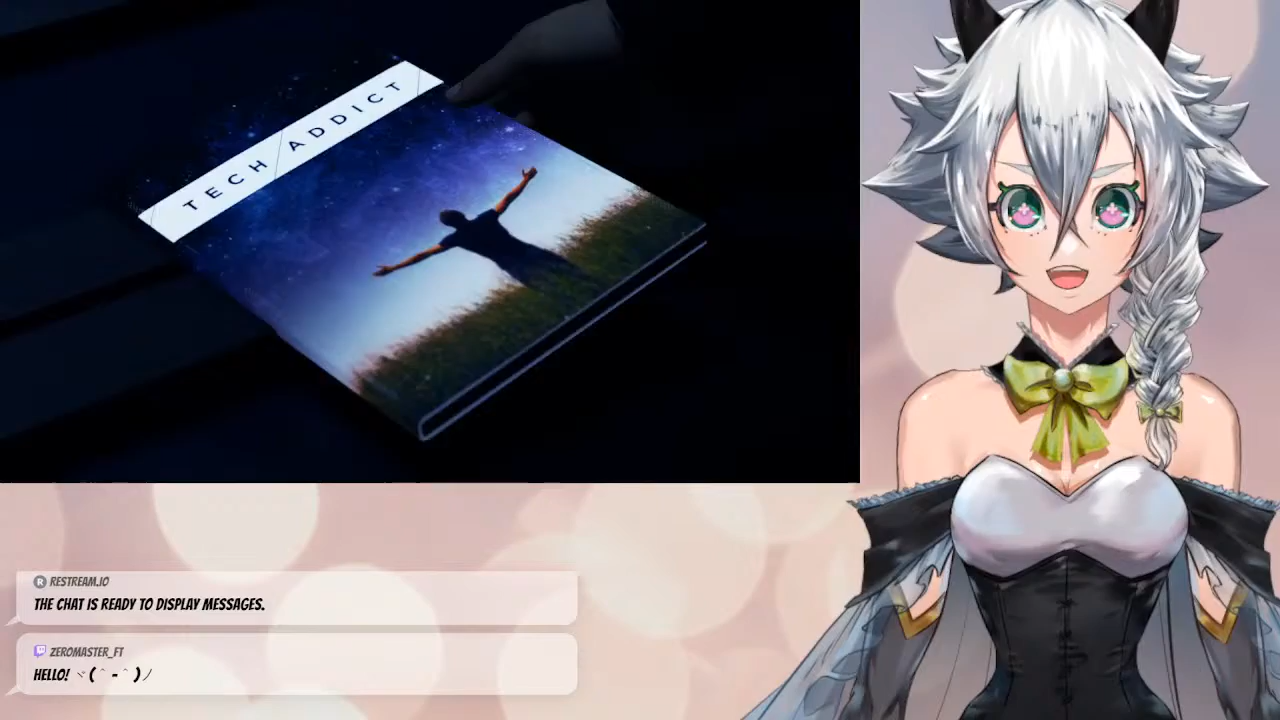 TECH ADDICT
RESTREAM.IO
THE CHAT IS READY TO DISPLAY MESSAGES.
ZEROMASTER_FT
HELLO! ヾ(＾-＾)ノ